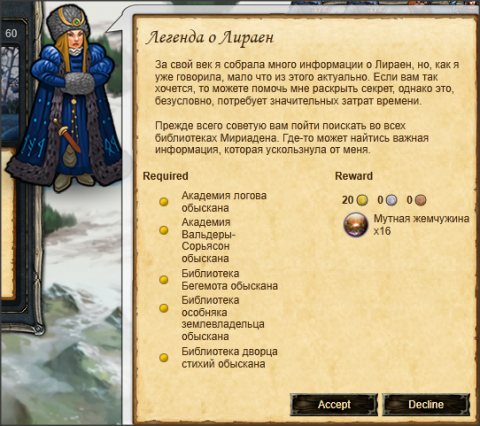 60
Легенда о Лираен
За свой век я собрала много информации о Лираен, но, как я
уже говорила, мало что из этого актуально. Если вам так
хочется, то можете помочь мне раскрыть секрет, однако это,
безусловно, потребует значительных затрат времени.
Прежде всего советую вам пойти поискать во всех
библиотеках Мириадена. Где-то может найтись важная
информация, которая ускользнула от меня.
Required
Академия логова
обыскана
Академия
Вальдеры-
Сорьясон
обыскана
Библиотека
Бегемота обыскана
Библиотека
особняка
землевладельца
обыскана
Библиотека дворца
стихий обыскана
Reward
20 0 0
Мутная жемчужина
x16
Accept
Decline